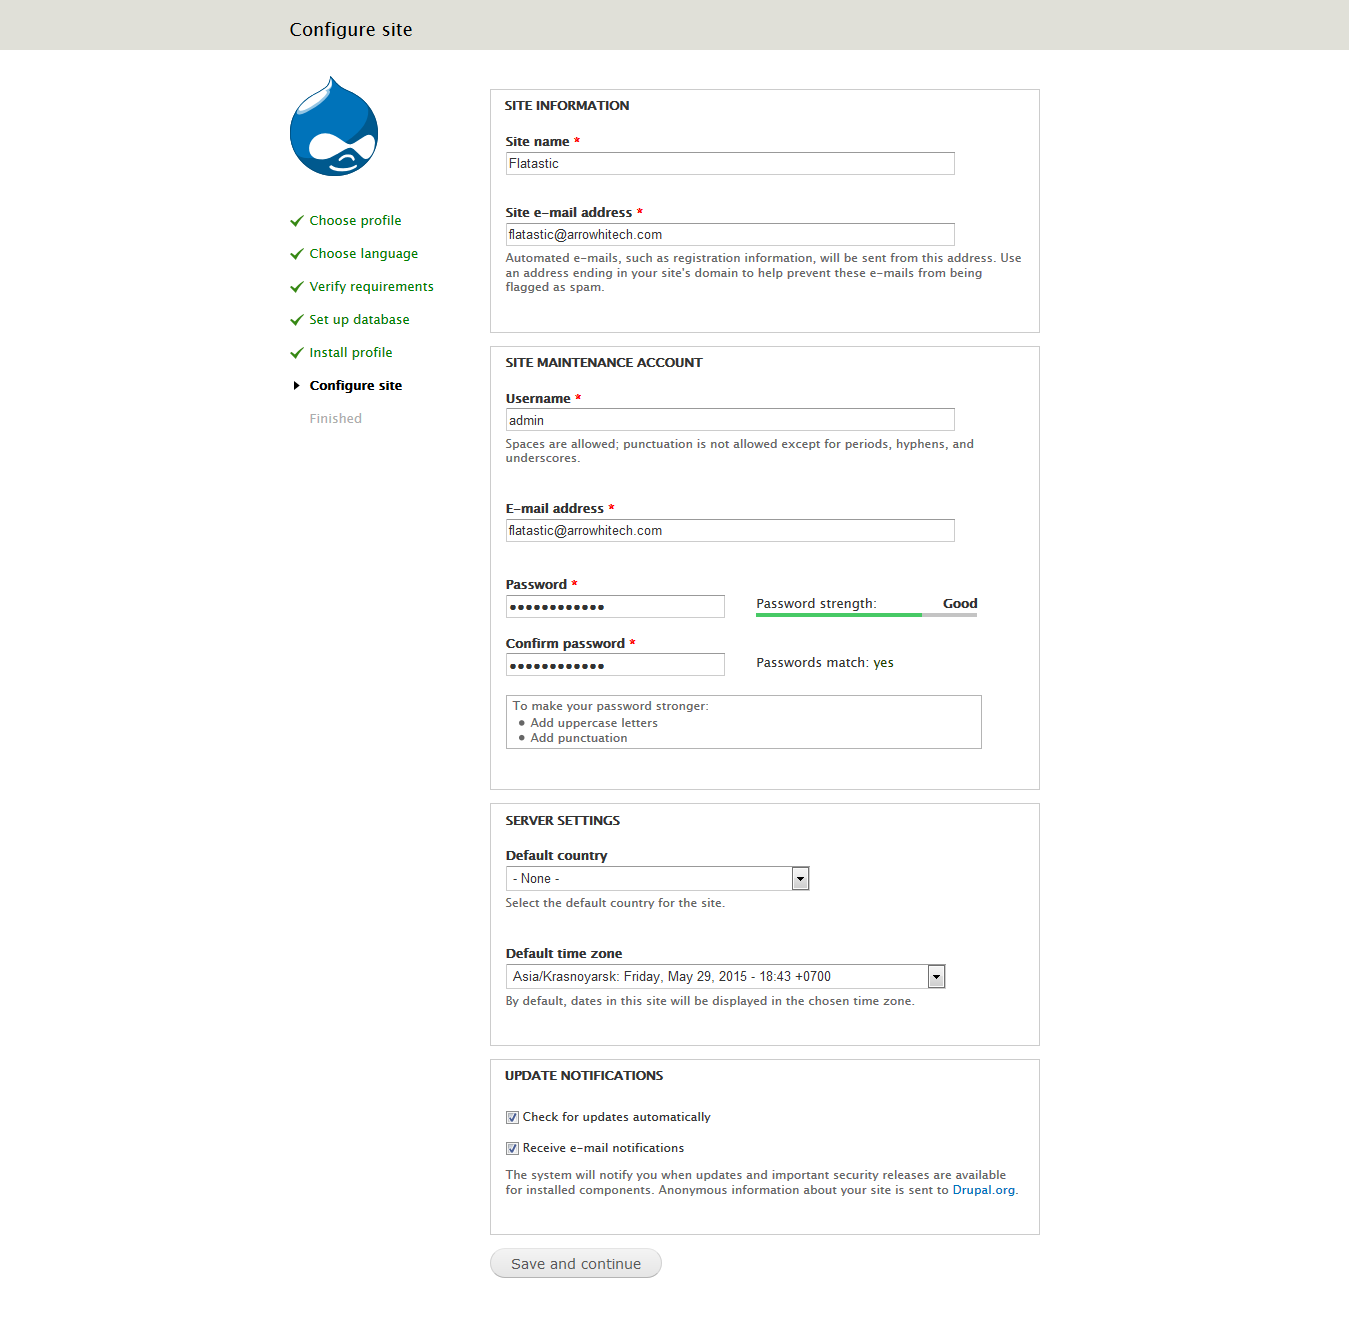 Configure site
Choose profile
Choose language
Verify requirements
Set up database
Install profile
Configure site
Finished
SITE INFORMATION
Site name *
Flatastic
Site e-mail address *
flatastic@arrowhitech.com
Automated e-mails, such as registration information, will be sent from this address. Use
an address ending in your site's domain to help prevent these e-mails from being
flagged as spam.
SITE MAINTENANCE ACCOUNT
Username *
admin
Spaces are allowed; punctuation is not allowed except for periods, hyphens, and
underscores.
E-mail address *
flatastic@arrowhitech.com
Password *
●●●●●●●●●●●●
Password strength: Good
Confirm password *
●●●●●●●●●●●●
Passwords match: yes
To make your password stronger:
• Add uppercase letters
• Add punctuation
SERVER SETTINGS
Default country
- None -
Select the default country for the site.
Default time zone
Asia/Krasnoyarsk: Friday, May 29, 2015 - 18:43 +0700
By default, dates in this site will be displayed in the chosen time zone.
UPDATE NOTIFICATIONS
Check for updates automatically
Receive e-mail notifications
The system will notify you when updates and important security releases are available
for installed components. Anonymous information about your site is sent to Drupal.org.
Save and continue